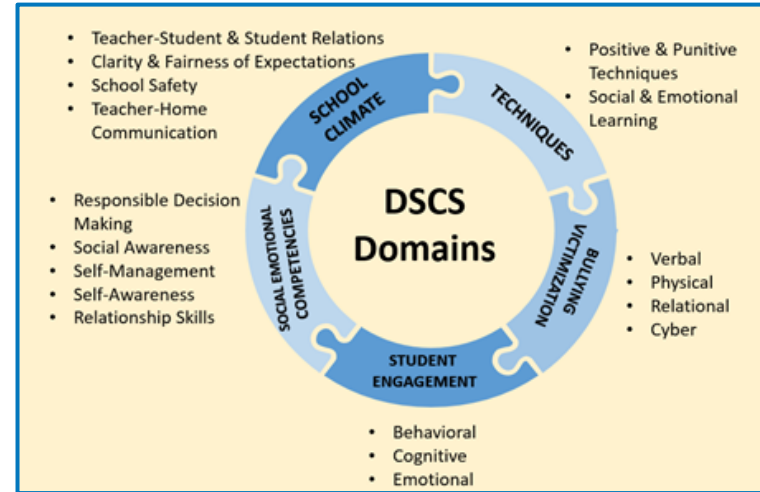 • Teacher-Student & Student Relations
• Clarity & Fairness of Expectations
• School Safety
• Teacher-Home
Communication
SCHOOL
CLIMATE
TECHNIQUES
• Positive & Punitive
Techniques
• Social & Emotional
Learning
DSCS
Domains
• Responsible Decision
Making
• Social Awareness
• Self-Management
• Self-Awareness
• Relationship Skills
SOCIAL EMOTIONAL
COMPETENCIES
BULLYING
VICTIMIZATION
• Verbal
• Physical
• Relational
• Cyber
STUDENT
ENGAGEMENT
• Behavioral
• Cognitive
• Emotional